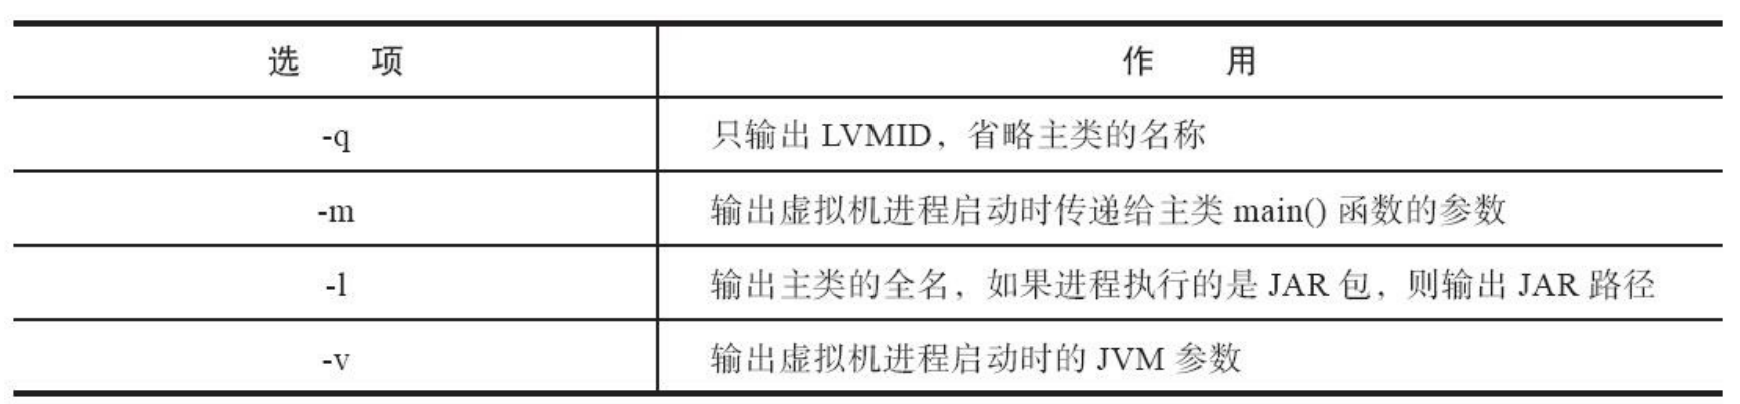 选 项 作 用
-q 只输出 LVMID，省略主类的名称
-m 输出虚拟机进程启动时传递给主类 main() 函数的参数
-l 输出主类的全名，如果进程执行的是 JAR 包，则输出 JAR 路径
-v 输出虚拟机进程启动时的 JVM 参数